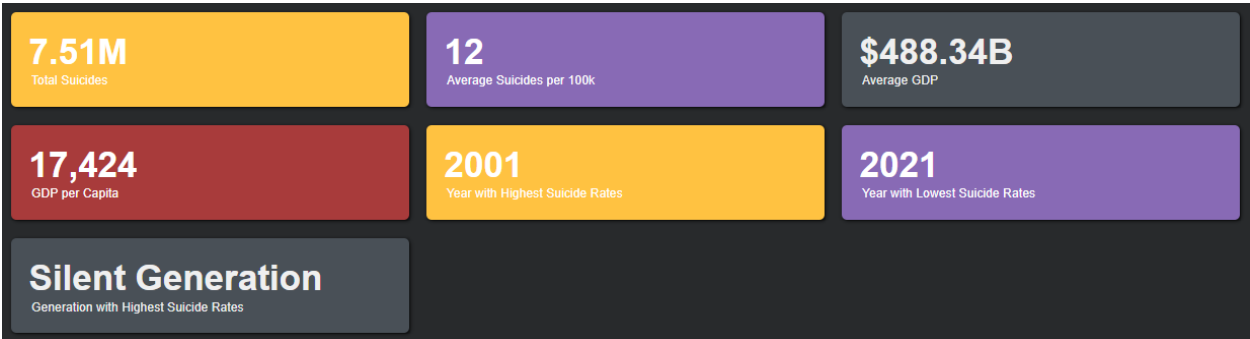 7.51M
Total Suicides
12
Average Suicides per 100k
$488.34B
Average GDP
17,424
GDP per Capita
2001
Year with Highest Suicide Rates
2021
Year with Lowest Suicide Rates
Silent Generation
Generation with Highest Suicide Rates